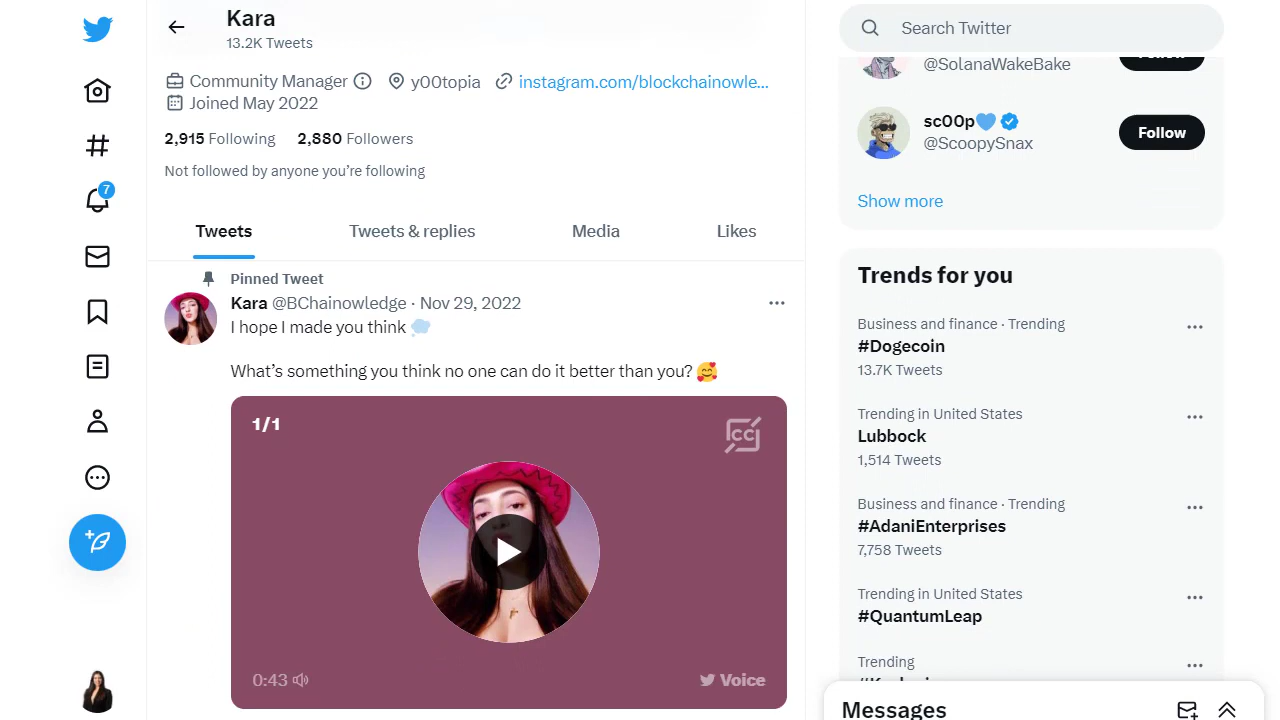 Kara
13.2K Tweets
Community Manager y00topia instagram.com/blockchainowle...
Joined May 2022
2,915 Following 2,880 Followers
Not followed by anyone you're following
Tweets Tweets & replies Media Likes
Pinned Tweet
Kara @BChainowledge · Nov 29, 2022
I hope I made you think 💭
What's something you think no one can do it better than you? 🥰
1/1
CC
0:43
Voice
7
Search Twitter
@SolanaWakeBake
Follow
sc00p💙
@ScoopySnax
Follow
Show more
Trends for you
Business and finance · Trending
#Dogecoin
13.7K Tweets
Trending in United States
Lubbock
1,514 Tweets
Business and finance · Trending
#AdaniEnterprises
7,758 Tweets
Trending in United States
#QuantumLeap
Trending
Messages